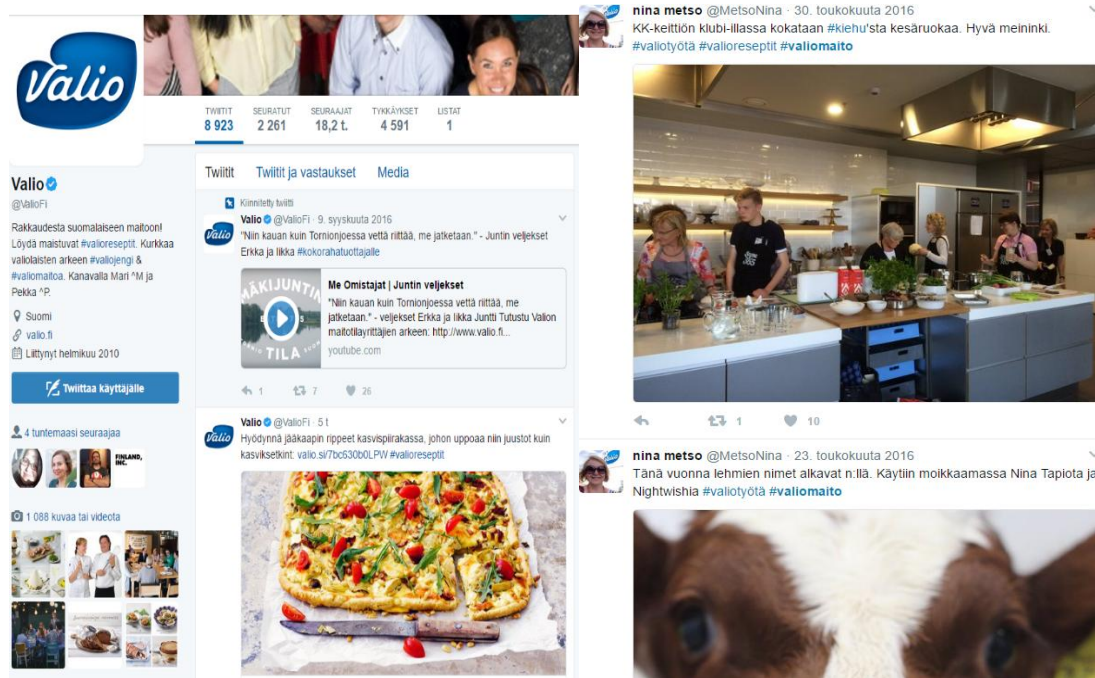 Valio
TWIITIT SEURATUT SEURAAJAT TYKKÄYKSET LISTAT
8 923 2 261 18,2 t. 4 591 1
Valio
@ValioFi
Rakkaudesta suomalaiseen maitoon!
Löydä maistuvat #valioreseptit. Kurkkaa
valiolaisten arkeen #valiojengi &
#valiomaitoa. Kanavalla Mari ^M ja
Pekka ^P.
Suomi
valio.fi
Liittynyt helmikuu 2010
Twiittaa käyttäjälle
4 tuntemaasi seuraajaa
FINLAND,
INC.
1 088 kuvaa tai videota
Twiitit Twiitit ja vastaukset Media
Kiinnitetty twiitti
Valio @ValioFi · 9. syyskuuta 2016
Valio
"Niin kauan kuin Tornionjoessa vettä riittää, me jatketaan." - Juntin veljekset
Erkka ja Iikka #kokorahatuottajalle
MÄKIJUNTIN
TILA
Me Omistajat | Juntin veljekset
"Niin kauan kuin Tornionjoessa vettä riittää, me
jatketaan." - veljekset Erkka ja Iikka Juntti Tutustu Valion
maitotilayrittäjien arkeen: http://www.valio.fi...
youtube.com
1 7 26
Valio @ValioFi · 5 t
Valio
Hyödynnä jääkaapin rippeet kasvispiirakassa, johon uppoaa niin juustot kuin
kasviksetkin: valio.si/7bc630b0LPW #valioreseptit
nina metso @MetsoNina · 30. toukokuuta 2016
KK-keittiön klubi-illassa kokataan #kiehu'sta kesäruokaa. Hyvä meininki.
#valiotyötä #valioreseptit #valiomaito
1 10
nina metso @MetsoNina · 23. toukokuuta 2016
Tänä vuonna lehmien nimet alkavat n:llä. Käytiin moikkaamassa Nina Tapiota ja
Nightwishia #valiotyötä #valiomaito